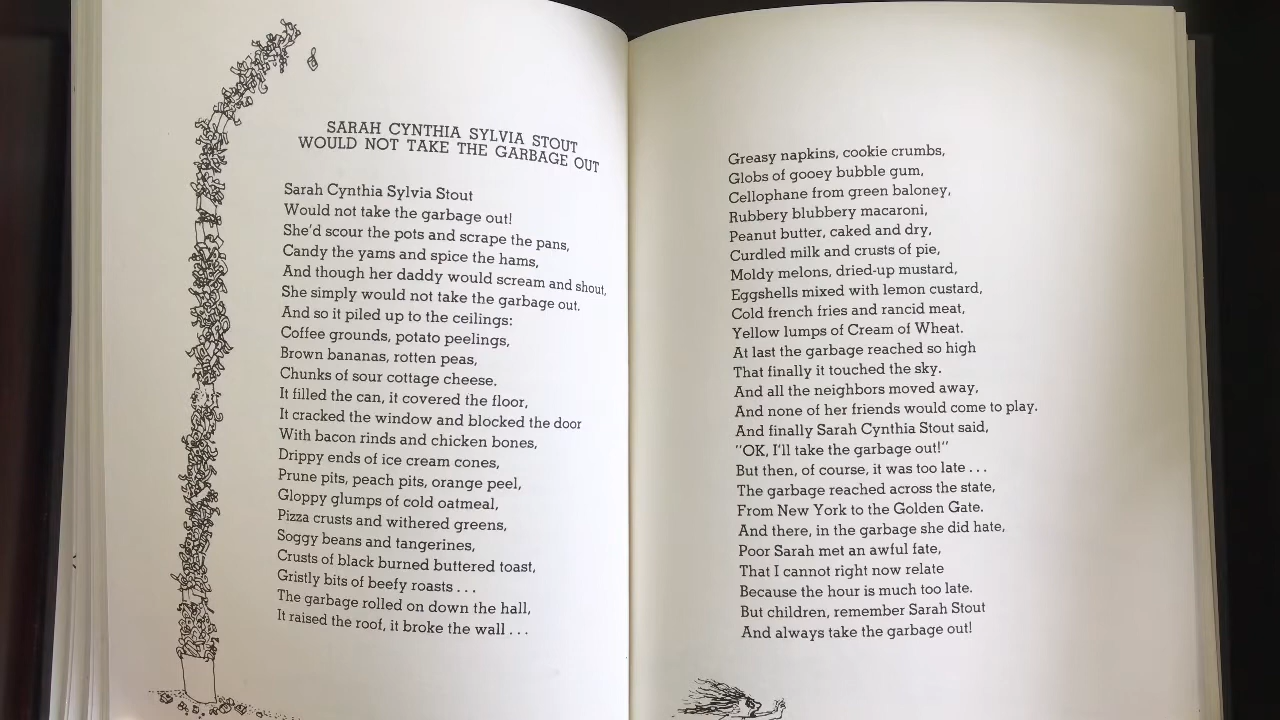 SARAH CYNTHIA SYLVIA STOUT
WOULD NOT TAKE THE GARBAGE OUT
Sarah Cynthia Sylvia Stout
Would not take the garbage out!
She'd scour the pots and scrape the pans,
Candy the yams and spice the hams,
And though her daddy would scream and shout,
She simply would not take the garbage out.
And so it piled up to the ceilings:
Coffee grounds, potato peelings,
Brown bananas, rotten peas,
Chunks of sour cottage cheese.
It filled the can, it covered the floor,
It cracked the window and blocked the door
With bacon rinds and chicken bones,
Drippy ends of ice cream cones,
Prune pits, peach pits, orange peel,
Gloppy glumps of cold oatmeal,
Pizza crusts and withered greens,
Soggy beans and tangerines,
Crusts of black burned buttered toast,
Gristly bits of beefy roasts . . .
The garbage rolled on down the hall,
It raised the roof, it broke the wall . . .
Greasy napkins, cookie crumbs,
Globs of gooey bubble gum,
Cellophane from green baloney,
Rubbery blubbery macaroni,
Peanut butter, caked and dry,
Curdled milk and crusts of pie,
Moldy melons, dried-up mustard,
Eggshells mixed with lemon custard,
Cold french fries and rancid meat,
Yellow lumps of Cream of Wheat.
At last the garbage reached so high
That finally it touched the sky.
And all the neighbors moved away,
And none of her friends would come to play.
And finally Sarah Cynthia Stout said,
"OK, I'll take the garbage out!"
But then, of course, it was too late . . .
The garbage reached across the state,
From New York to the Golden Gate.
And there, in the garbage she did hate,
Poor Sarah met an awful fate,
That I cannot right now relate
Because the hour is much too late.
But children, remember Sarah Stout
And always take the garbage out!